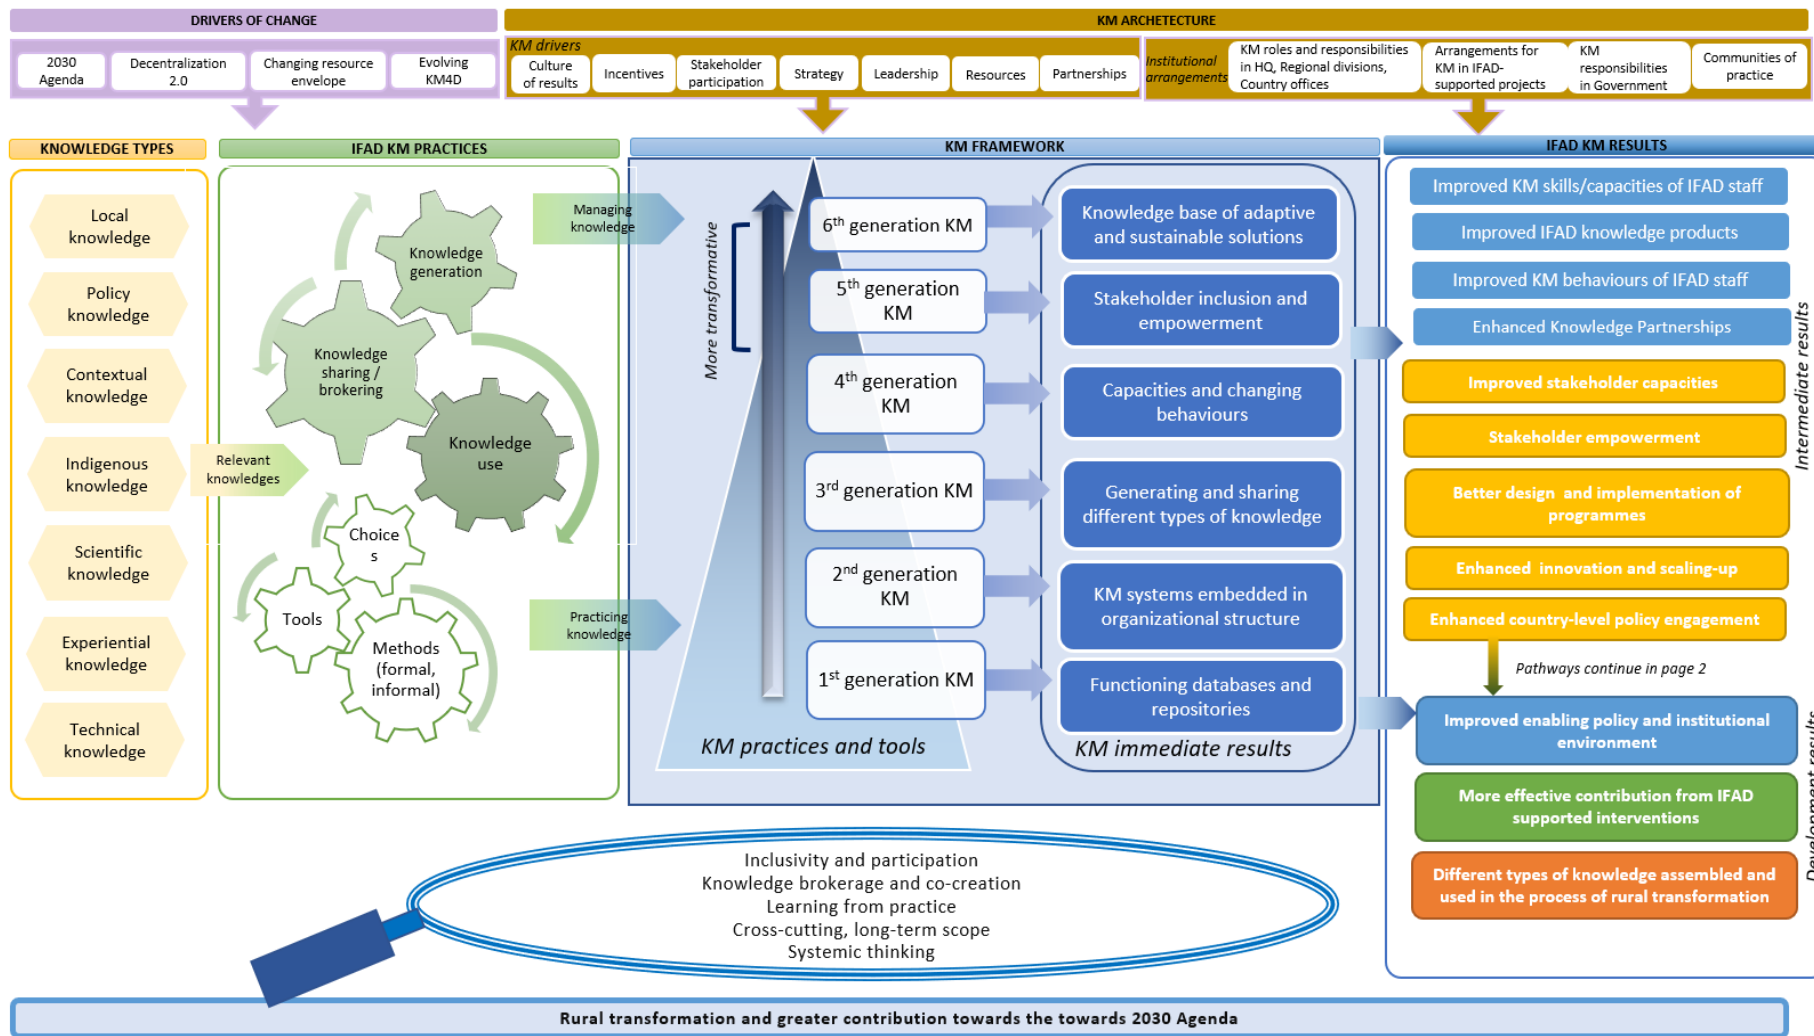 DRIVERS OF CHANGE
KM ARCHETECTURE
2030
Agenda
Decentralization
2.0
Changing resource
envelope
Evolving
KM4D
KM drivers
Culture
of results
Incentives
Stakeholder
participation
Strategy
Leadership
Resources
Partnerships
Institutional
arrangements
KM roles and responsibilities
in HQ, Regional divisions,
Country offices
Arrangements for
KM in IFAD-
supported projects
KM
responsibilities
in Government
Communities of
practice
KNOWLEDGE TYPES
Local
knowledge
Policy
knowledge
Contextual
knowledge
Indigenous
knowledge
Scientific
knowledge
Experiential
knowledge
Technical
knowledge
Relevant
knowledges
IFAD KM PRACTICES
Knowledge
generation
Knowledge
sharing /
brokering
Knowledge
use
Choice
s
Tools
Methods
(formal,
informal)
Managing
knowledge
Practicing
knowledge
KM FRAMEWORK
More transformative
6th generation KM
5th generation
KM
4th generation
KM
3rd generation KM
2nd generation
KM
1st generation KM
KM practices and tools
Knowledge base of adaptive
and sustainable solutions
Stakeholder inclusion and
empowerment
Capacities and changing
behaviours
Generating and sharing
different types of knowledge
KM systems embedded in
organizational structure
Functioning databases and
repositories
KM immediate results
IFAD KM RESULTS
Improved KM skills/capacities of IFAD staff
Improved IFAD knowledge products
Improved KM behaviours of IFAD staff
Enhanced Knowledge Partnerships
Improved stakeholder capacities
Stakeholder empowerment
Better design and implementation of
programmes
Enhanced innovation and scaling-up
Enhanced country-level policy engagement
Intermediate results
Pathways continue in page 2
Improved enabling policy and institutional
environment
More effective contribution from IFAD
supported interventions
Different types of knowledge assembled and
used in the process of rural transformation
Development results
Inclusivity and participation
Knowledge brokerage and co-creation
Learning from practice
Cross-cutting, long-term scope
Systemic thinking
Rural transformation and greater contribution towards the towards 2030 Agenda